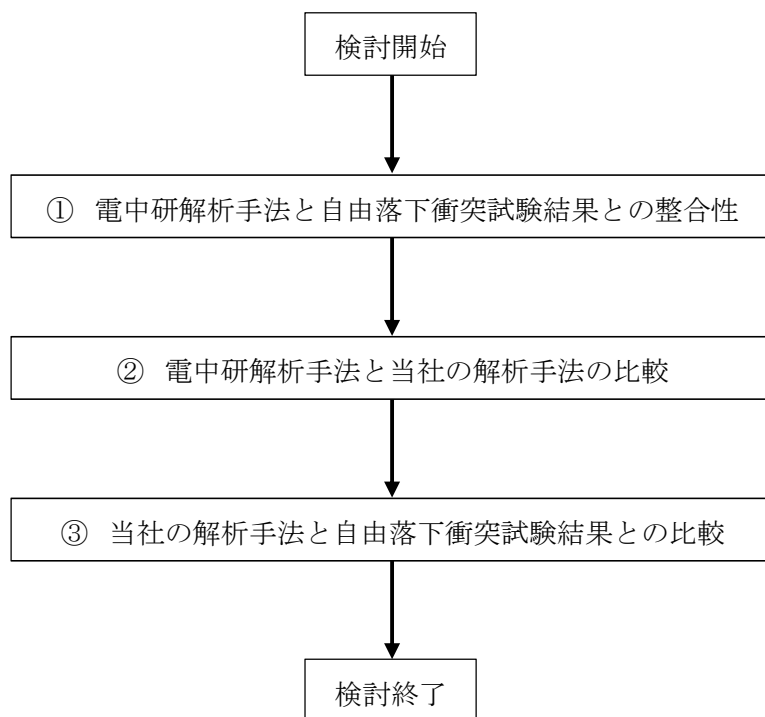 検討開始
① 電中研解析手法と自由落下衝突試験結果との整合性
② 電中研解析手法と当社の解析手法の比較
③ 当社の解析手法と自由落下衝突試験結果との比較
検討終了